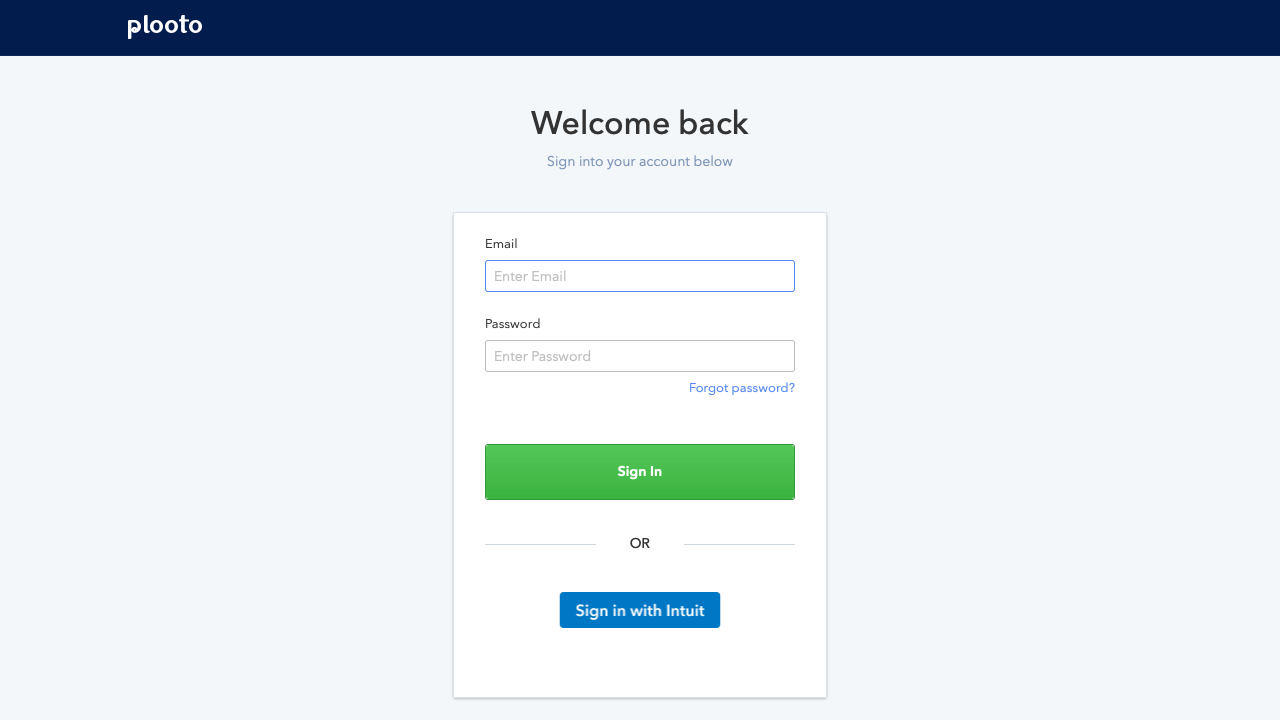 plooto
Welcome back
Sign into your account below
Email
Enter Email
Password
Enter Password
Forgot password?
Sign In
OR
Sign in with Intuit